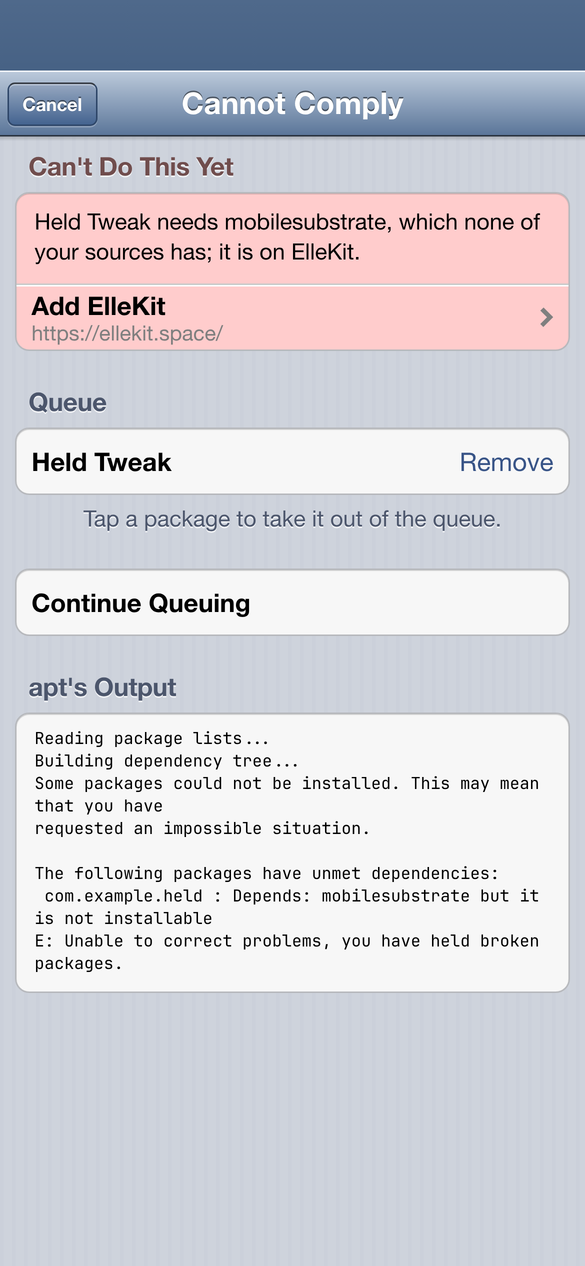 Cancel
Cannot Comply
Can't Do This Yet
Held Tweak needs mobilesubstrate, which none of
your sources has; it is on ElleKit.
Add ElleKit
https://ellekit.space/
Queue
Held Tweak
Remove
Tap a package to take it out of the queue.
Continue Queuing
apt's Output
Reading package lists...
Building dependency tree...
Some packages could not be installed. This may mean
that you have
requested an impossible situation.
The following packages have unmet dependencies:
com.example.held : Depends: mobilesubstrate but it
is not installable
E: Unable to correct problems, you have held broken
packages.